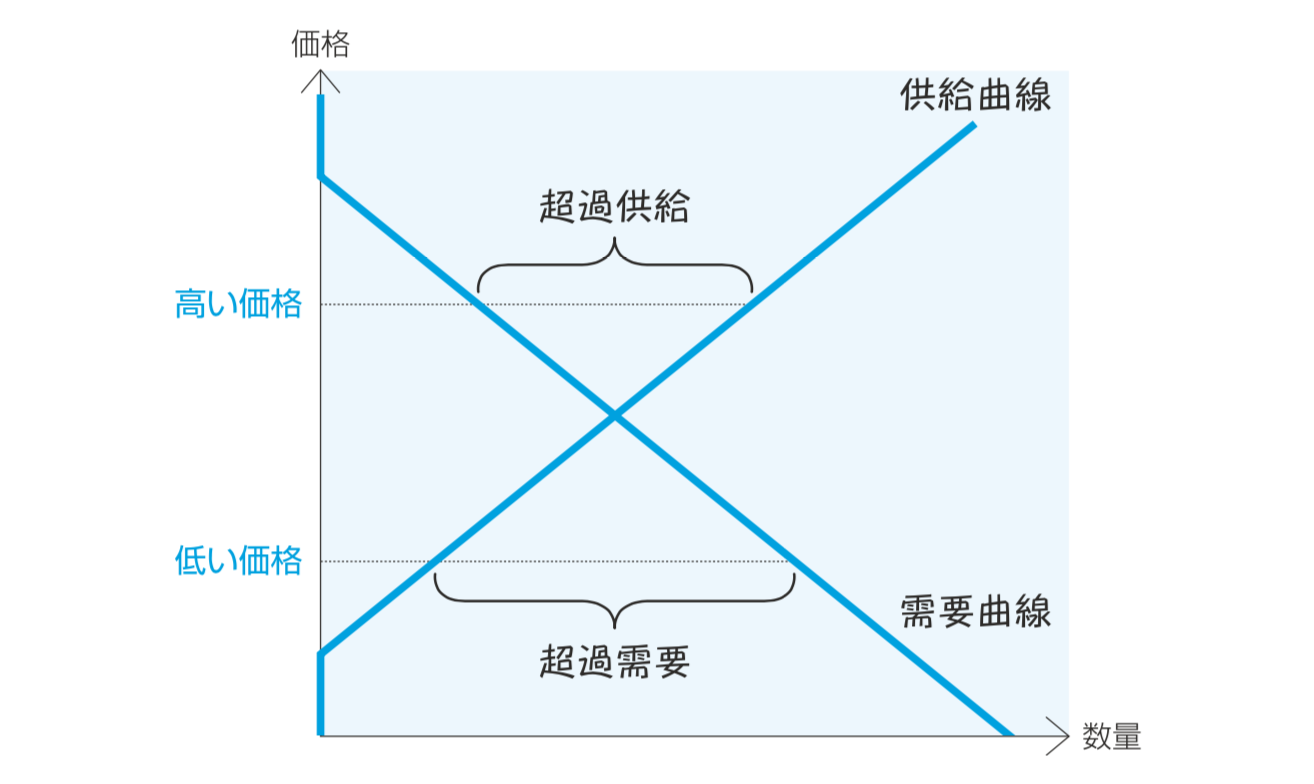 価格
供給曲線
超過供給
高い価格
低い価格
需要曲線
超過需要
数量